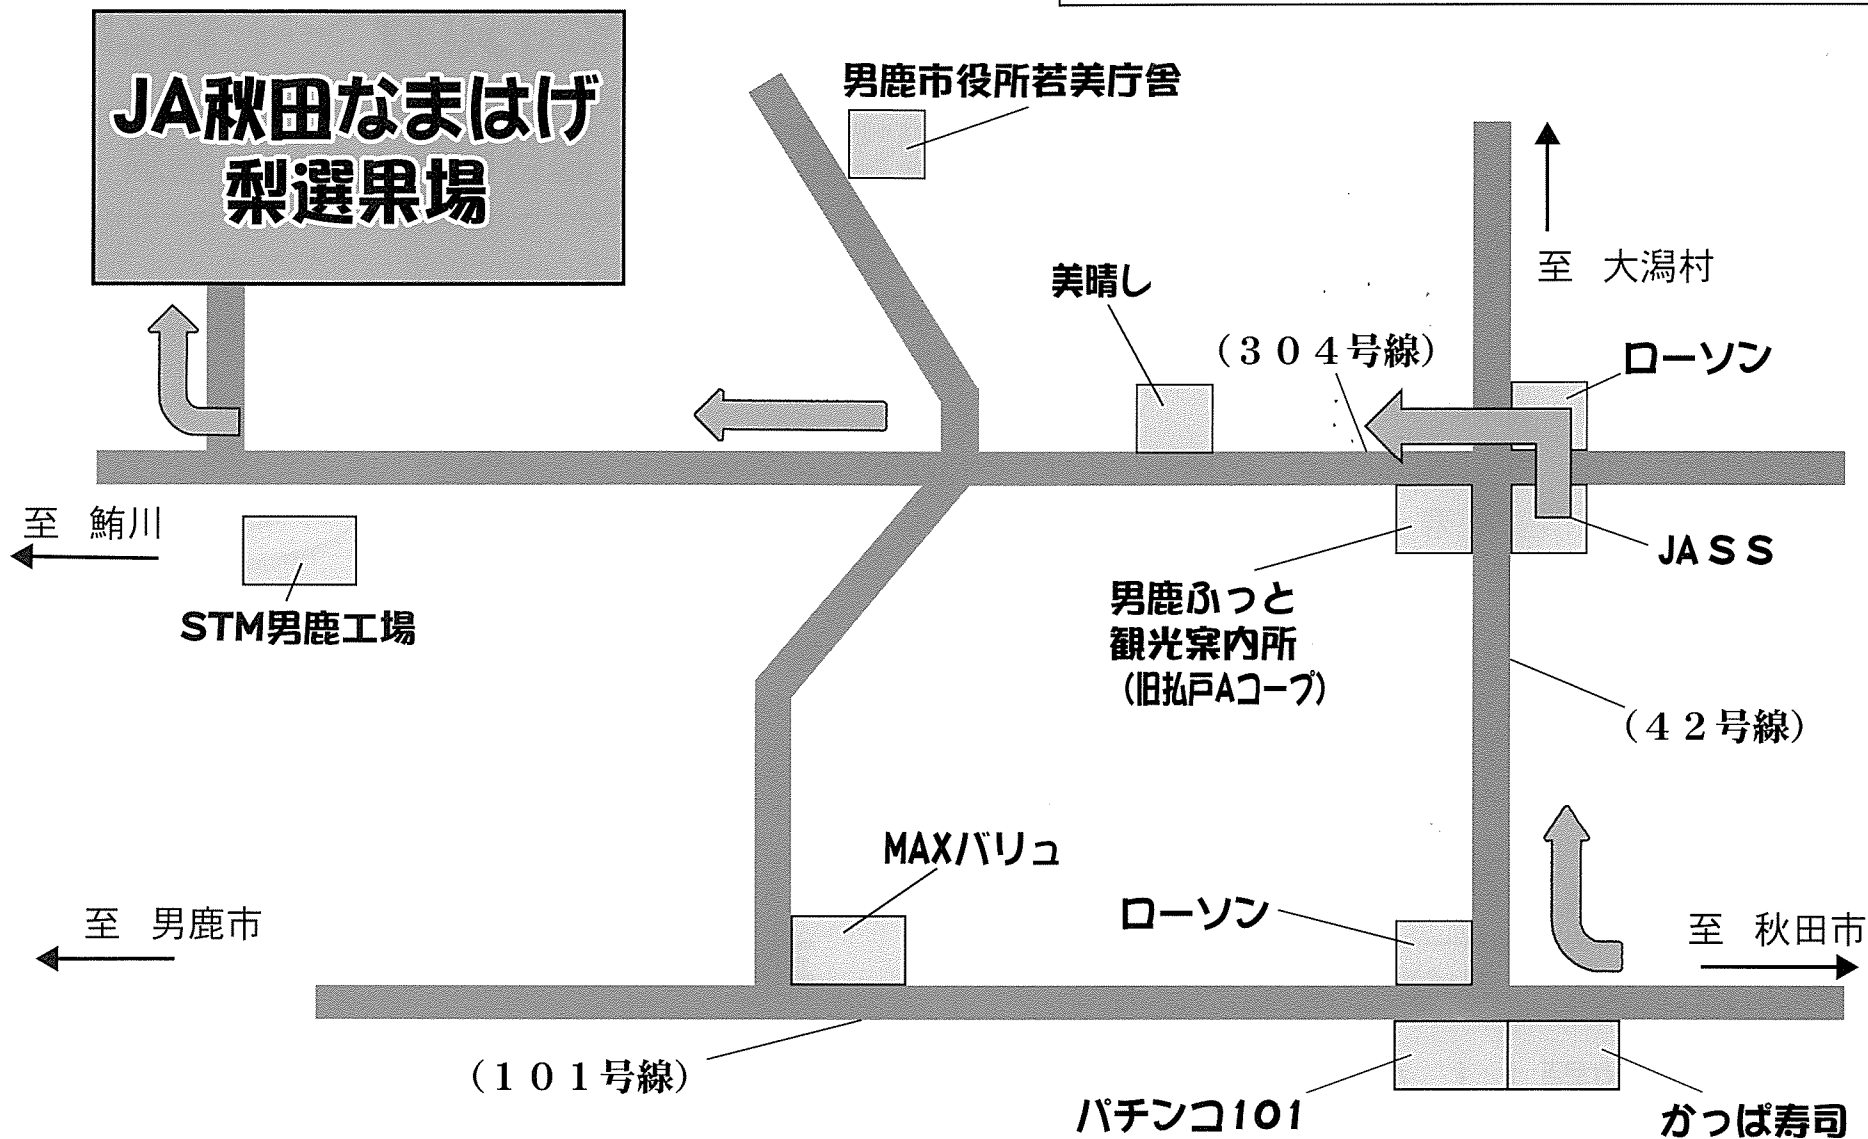 JA秋田なまはげ
梨選果場
男鹿市役所若美庁舎
至 大潟村
美晴し
(304号線)
ローソン
至 鮪川
STM男鹿工場
JASS
男鹿ふっと
観光案内所
(旧払戸Aコープ)
(42号線)
MAXバリュ
ローソン
至 男鹿市
至 秋田市
(101号線)
パチンコ101
かっぱ寿司